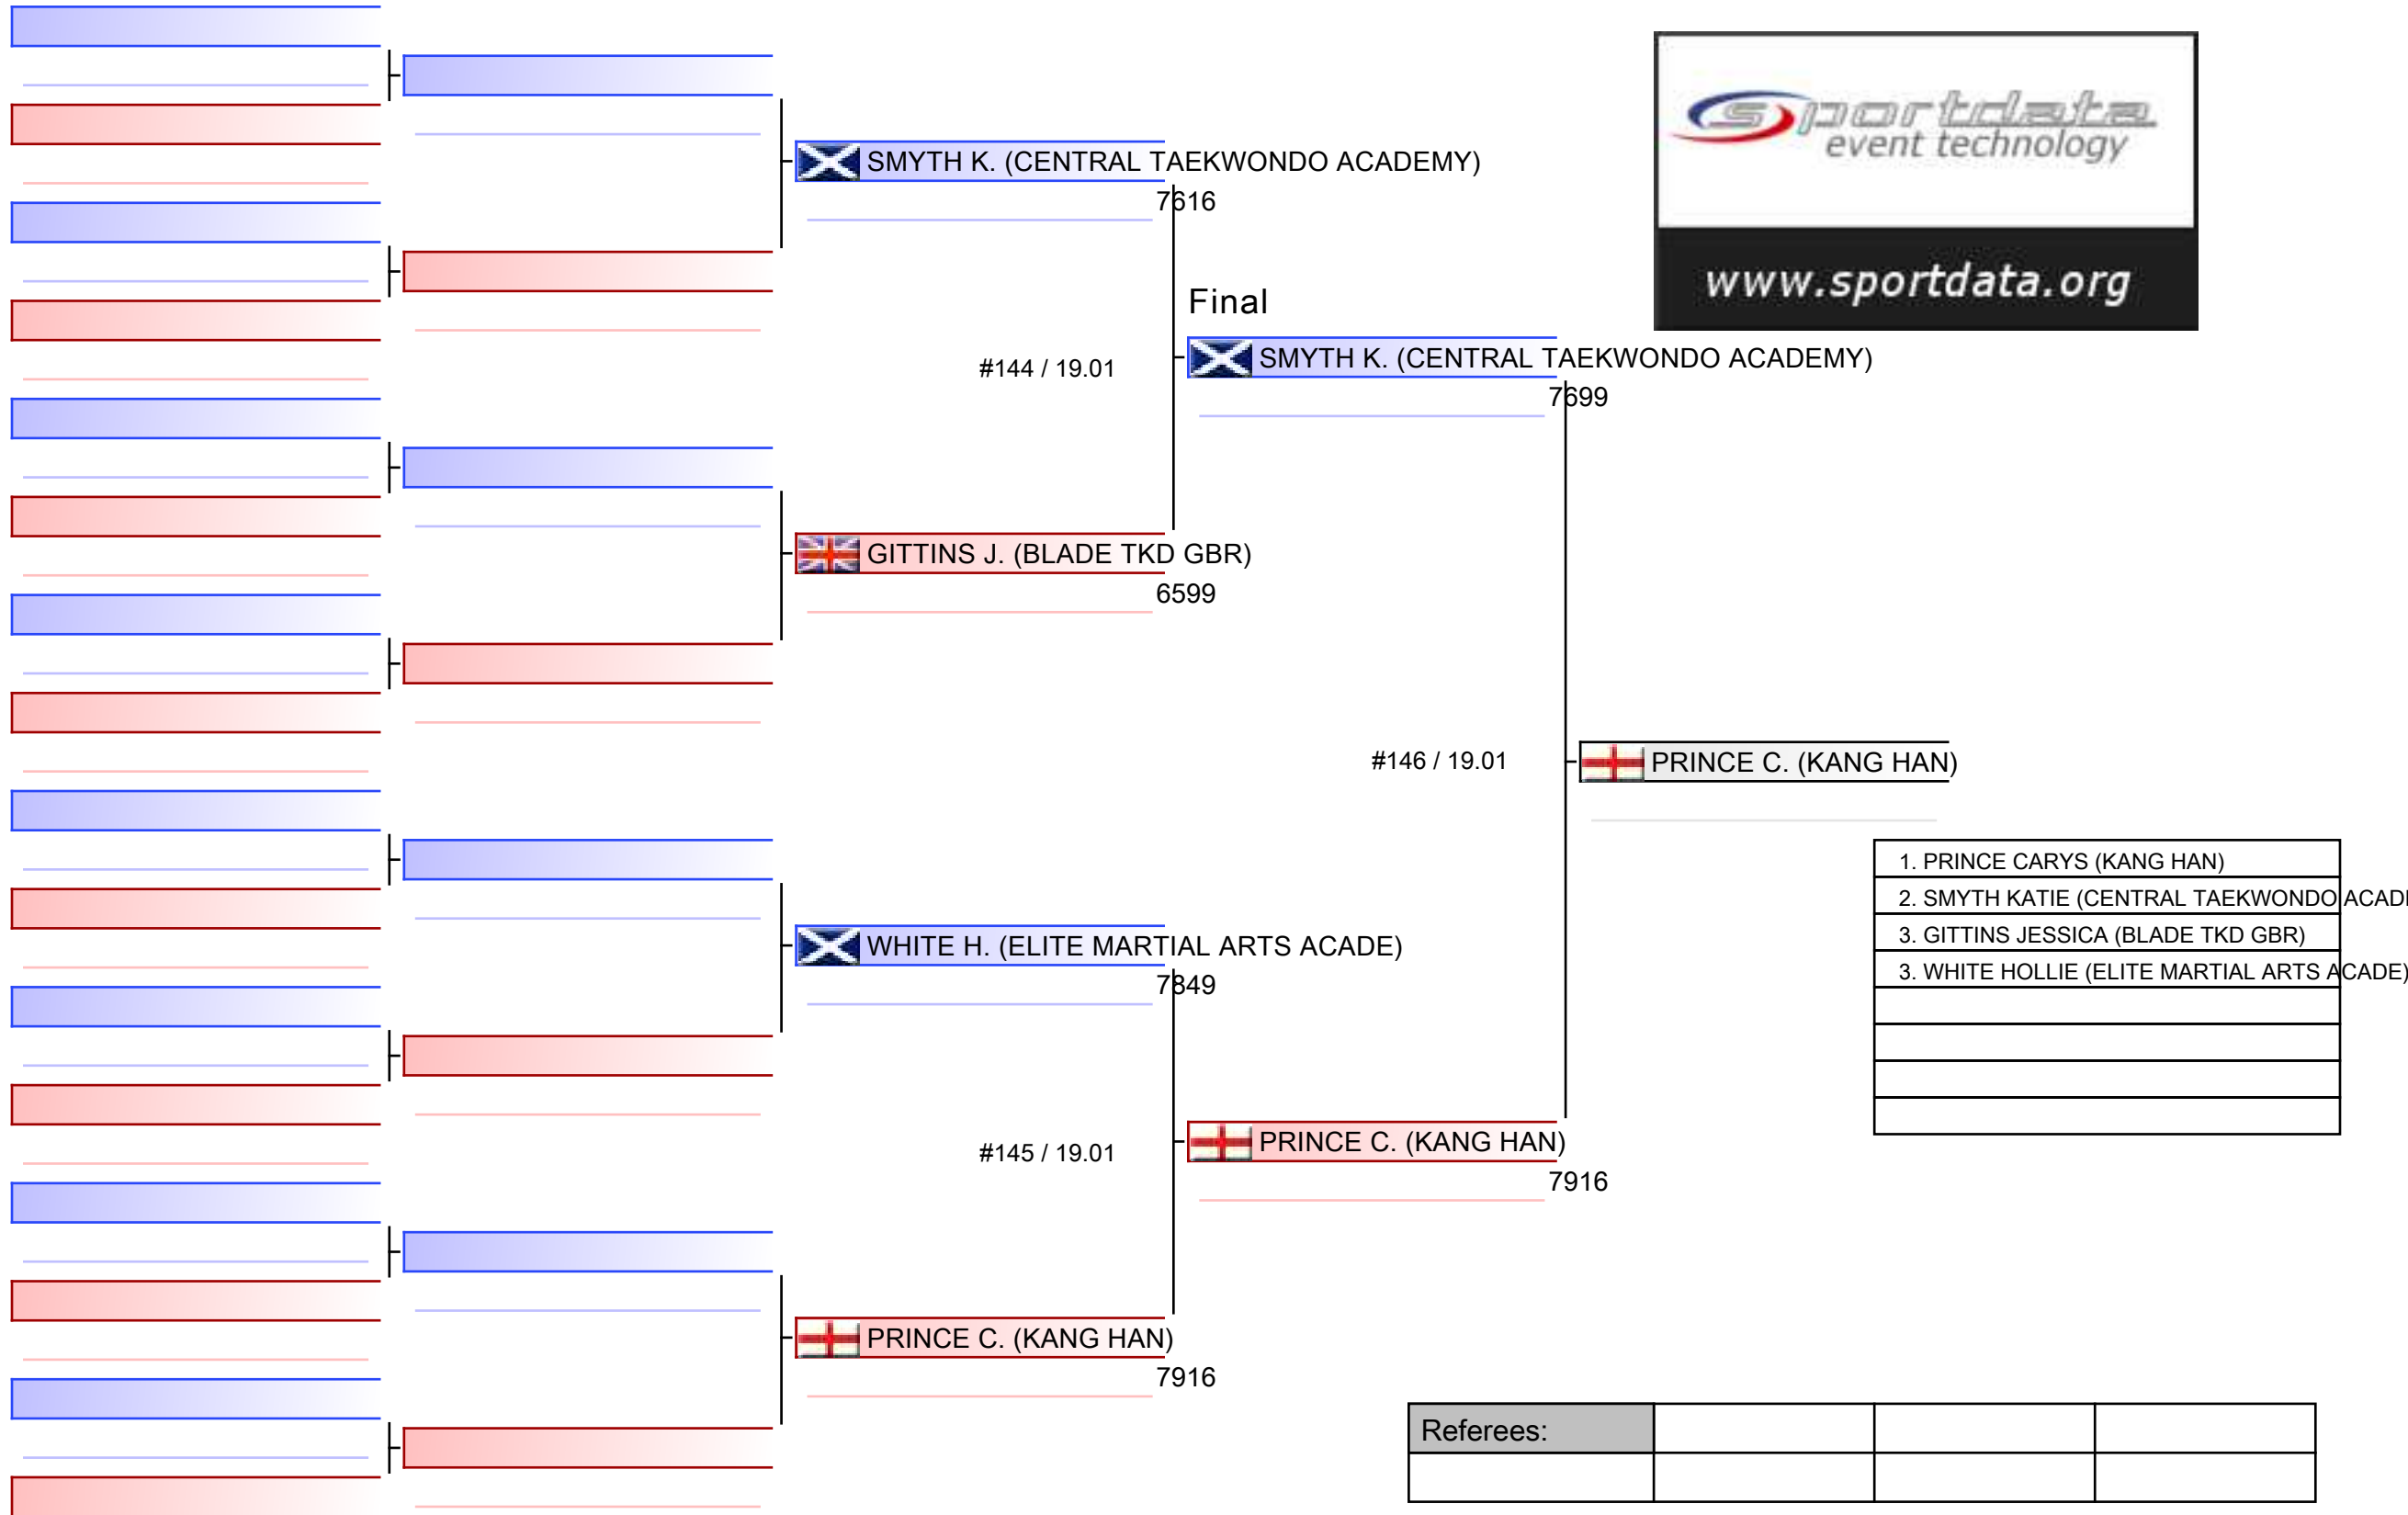 sportdata
event technology
www.sportdata.org
SMYTH K. (CENTRAL TAEKWONDO ACADEMY)
7616
Final
#144 / 19.01
SMYTH K. (CENTRAL TAEKWONDO ACADEMY)
7699
GITTINS J. (BLADE TKD GBR)
6599
#146 / 19.01
PRINCE C. (KANG HAN)
1. PRINCE CARYS (KANG HAN)
2. SMYTH KATIE (CENTRAL TAEKWONDO ACAD
3. GITTINS JESSICA (BLADE TKD GBR)
3. WHITE HOLLIE (ELITE MARTIAL ARTS ACADE)
WHITE H. (ELITE MARTIAL ARTS ACADE)
7849
#145 / 19.01
PRINCE C. (KANG HAN)
7916
PRINCE C. (KANG HAN)
7916
Referees: